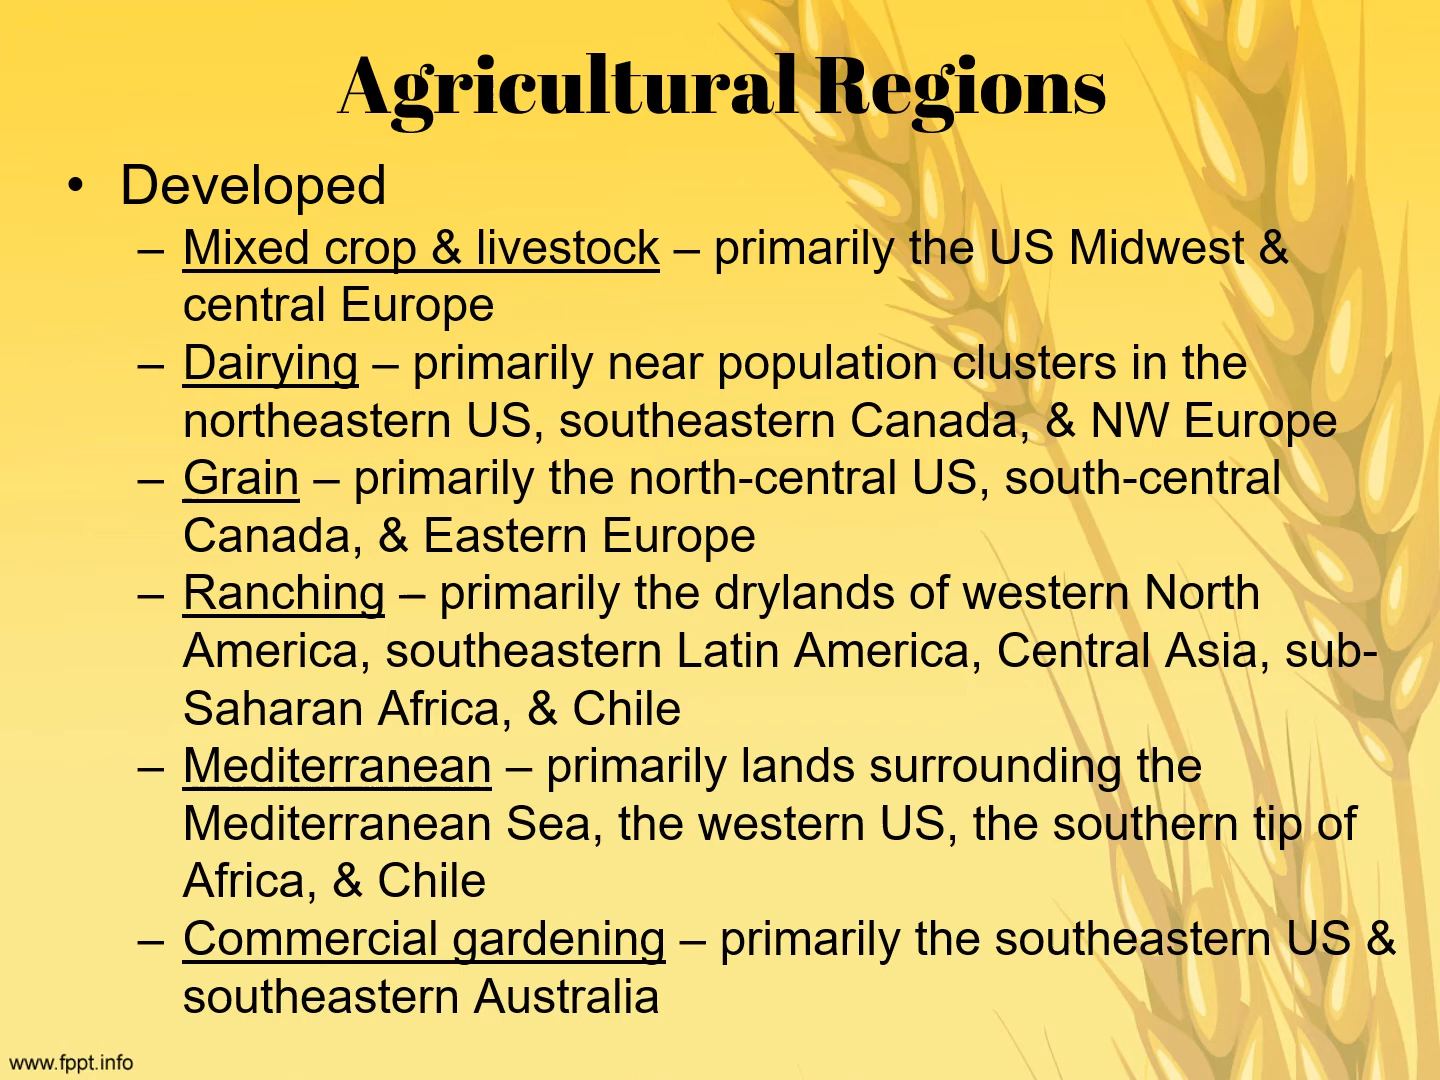 Agricultural Regions
• Developed
– Mixed crop & livestock – primarily the US Midwest &
central Europe
– Dairying – primarily near population clusters in the
northeastern US, southeastern Canada, & NW Europe
– Grain – primarily the north-central US, south-central
Canada, & Eastern Europe
– Ranching – primarily the drylands of western North
America, southeastern Latin America, Central Asia, sub-
Saharan Africa, & Chile
– Mediterranean – primarily lands surrounding the
Mediterranean Sea, the western US, the southern tip of
Africa, & Chile
– Commercial gardening – primarily the southeastern US &
southeastern Australia
www.fppt.info